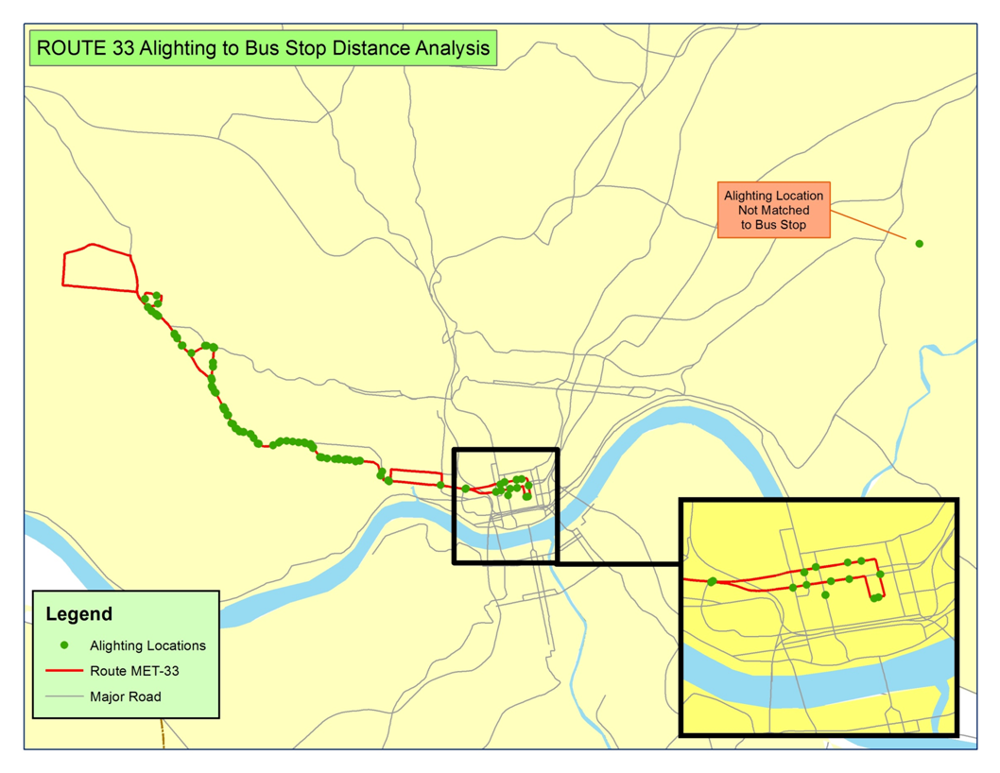 ROUTE 33 Alighting to Bus Stop Distance Analysis
Alighting Location
Not Matched
to Bus Stop
Legend
Alighting Locations
Route MET-33
Major Road